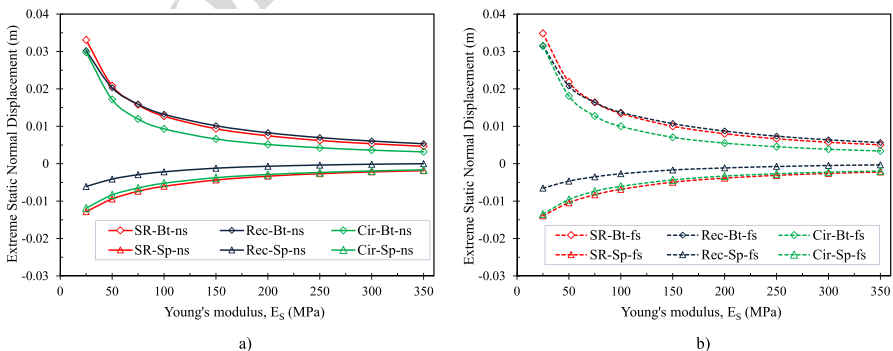 Extreme Static Normal Displacement (m)
0.04
0.03
0.02
0.01
0
-0.01
-0.02
-0.03
SR-Bt-ns Rec-Bt-ns Cir-Bt-ns
SR-Sp-ns Rec-Sp-ns Cir-Sp-ns
0 50 100 150 200 250 300 350
Young's modulus, E_S (MPa)
a)
Extreme Static Normal Displacement (m)
0.04
0.03
0.02
0.01
0
-0.01
-0.02
-0.03
SR-Bt-fs Rec-Bt-fs Cir-Bt-fs
SR-Sp-fs Rec-Sp-fs Cir-Sp-fs
0 50 100 150 200 250 300 350
Young's modulus, E_S (MPa)
b)